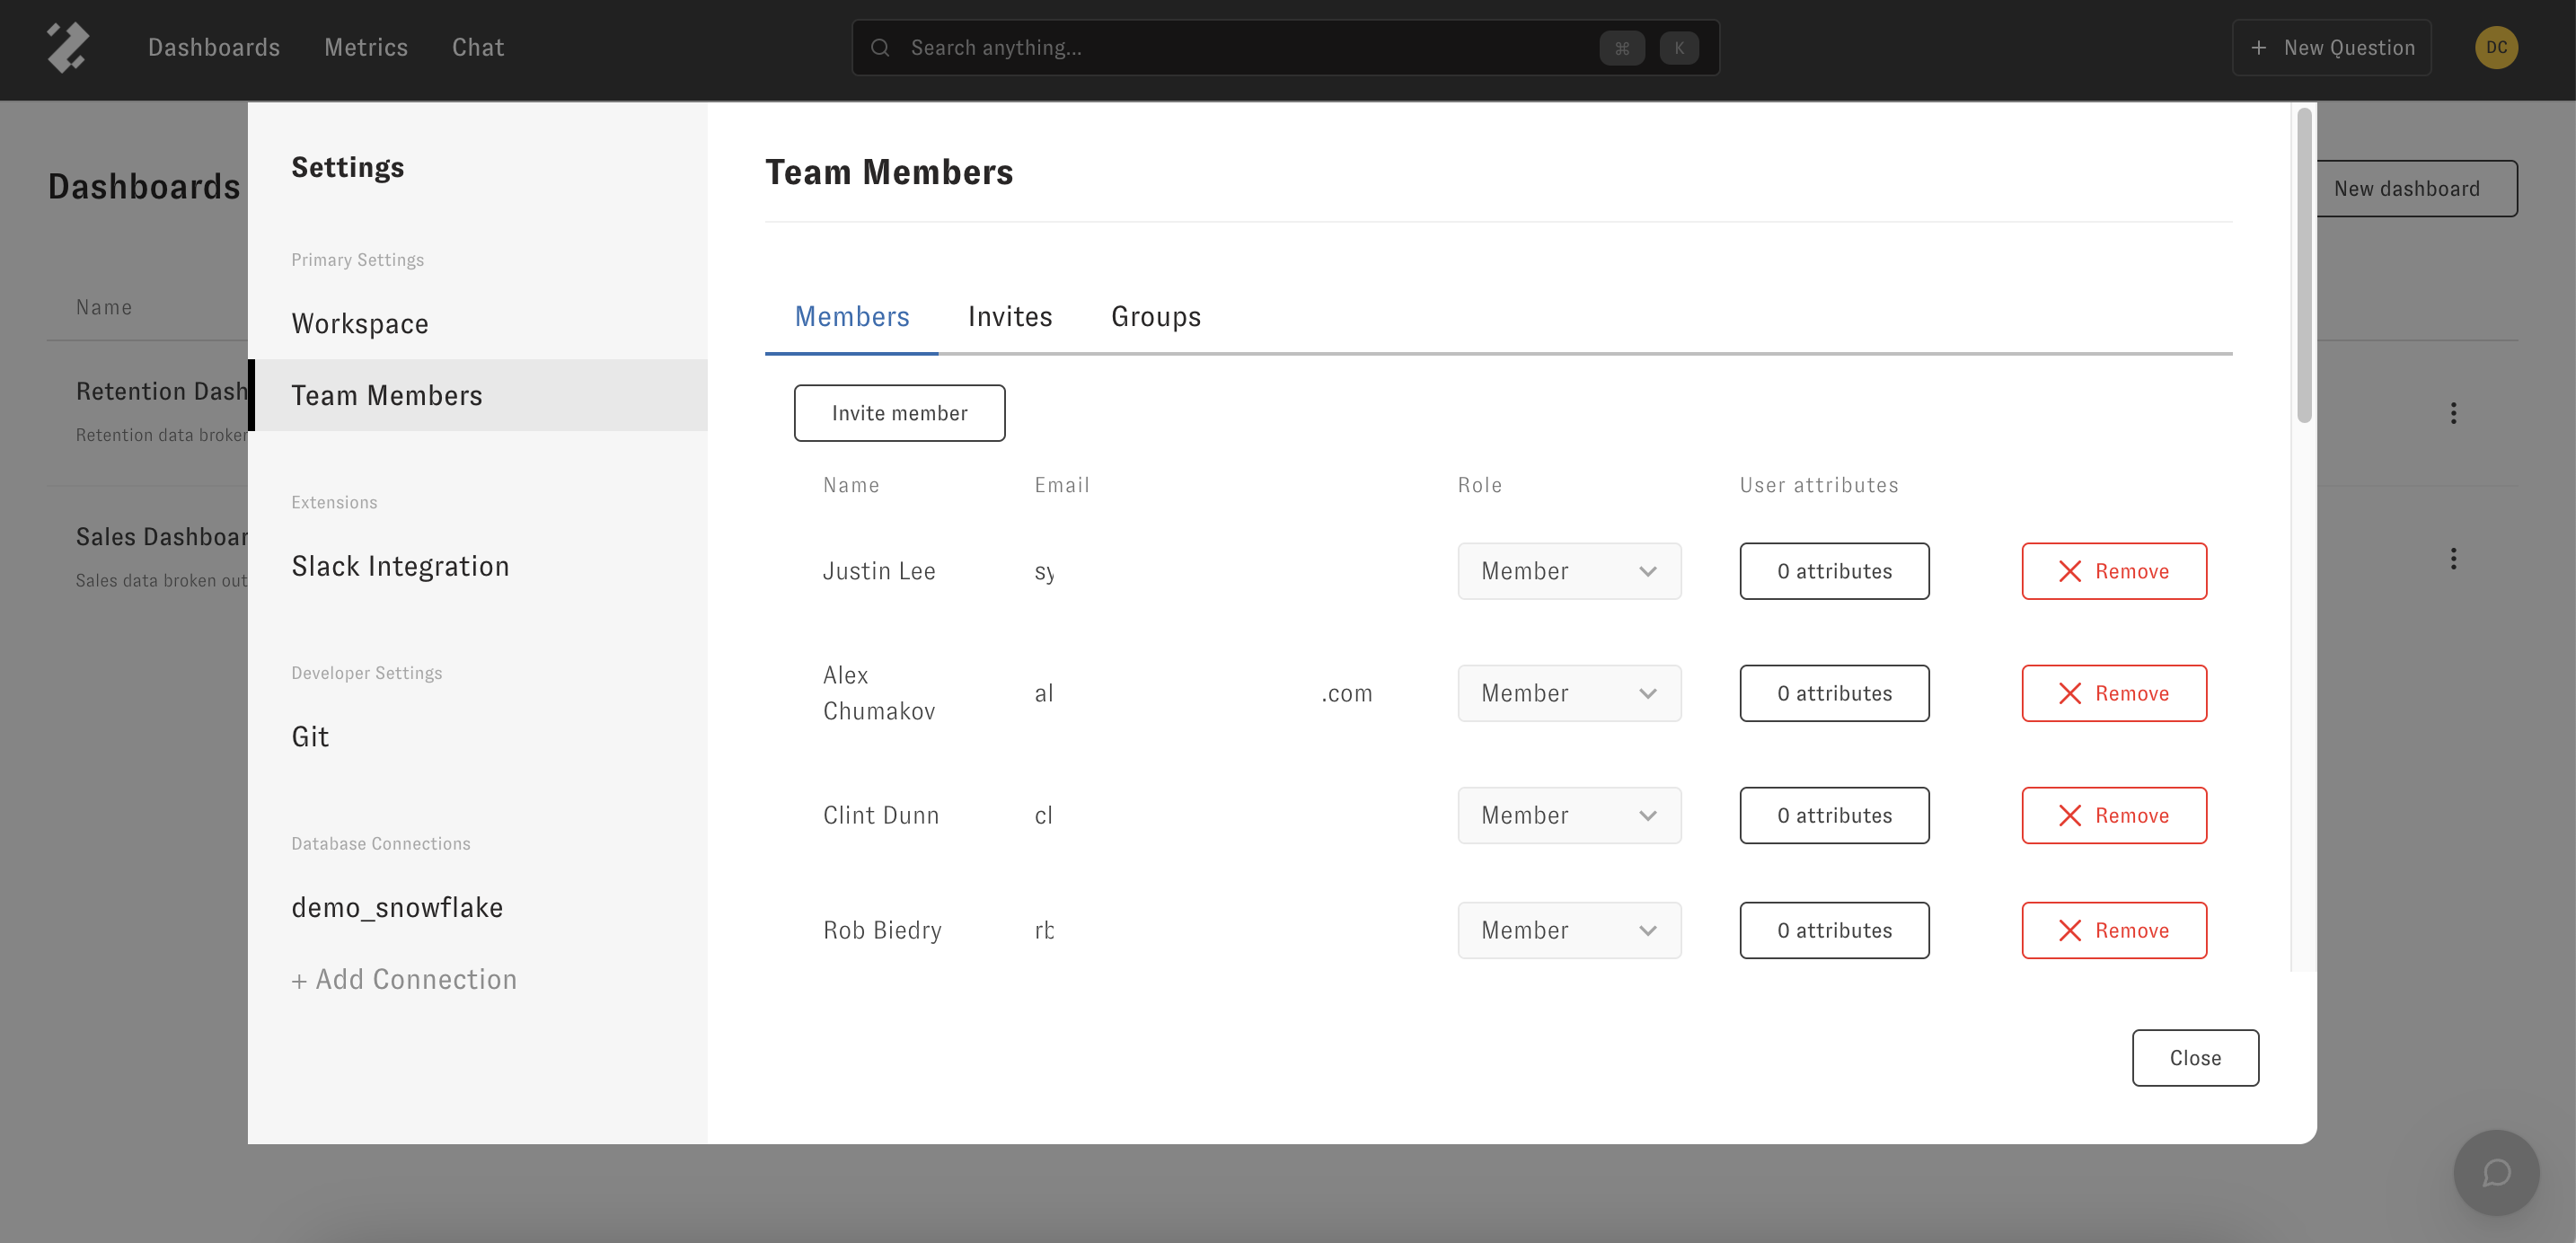 Dashboards Metrics Chat
Search anything...
⌘ K
+ New Question
DC
Dashboards
New dashboard
Name
Retention Dash
Retention data broken
Sales Dashboar
Sales data broken out
Settings
Primary Settings
Workspace
Team Members
Extensions
Slack Integration
Developer Settings
Git
Database Connections
demo_snowflake
+ Add Connection
Team Members
Members Invites Groups
Invite member
Name Email Role User attributes
Justin Lee sy Member 0 attributes Remove
Alex
Chumakov al .com Member 0 attributes Remove
Clint Dunn cl Member 0 attributes Remove
Rob Biedry rb Member 0 attributes Remove
Close